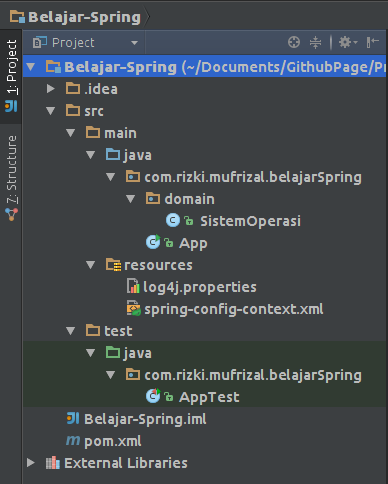 Belajar-Spring
1: Project
Z: Structure
Project
Belajar-Spring (~/Documents/GithubPage/Pr
.idea
src
main
java
com.rizki.mufrizal.belajarSpring
domain
SistemOperasi
App
resources
log4j.properties
spring-config-context.xml
test
java
com.rizki.mufrizal.belajarSpring
AppTest
Belajar-Spring.iml
pom.xml
External Libraries